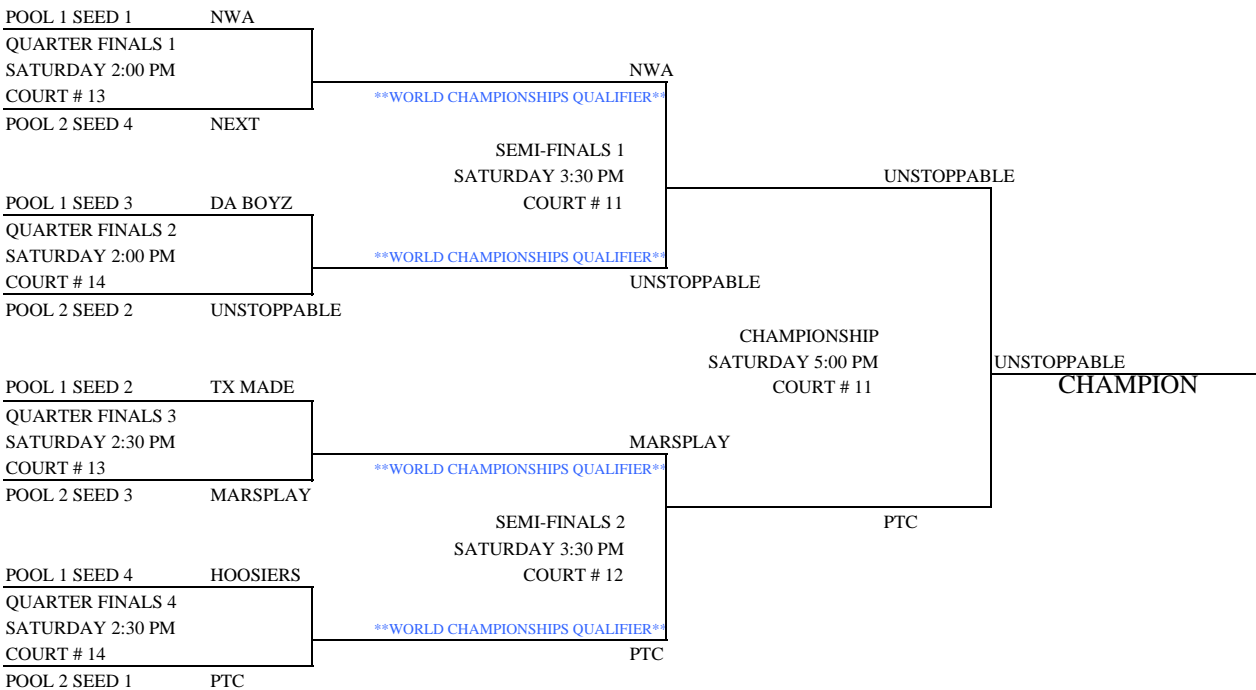 POOL 1 SEED 1 NWA
QUARTER FINALS 1
SATURDAY 2:00 PM NWA
COURT # 13 **WORLD CHAMPIONSHIPS QUALIFIER**
POOL 2 SEED 4 NEXT
SEMI-FINALS 1
SATURDAY 3:30 PM UNSTOPPABLE
POOL 1 SEED 3 DA BOYZ COURT # 11
QUARTER FINALS 2
SATURDAY 2:00 PM **WORLD CHAMPIONSHIPS QUALIFIER**
COURT # 14 UNSTOPPABLE
POOL 2 SEED 2 UNSTOPPABLE
CHAMPIONSHIP
SATURDAY 5:00 PM UNSTOPPABLE
POOL 1 SEED 2 TX MADE COURT # 11 CHAMPION
QUARTER FINALS 3
SATURDAY 2:30 PM MARSPLAY
COURT # 13 **WORLD CHAMPIONSHIPS QUALIFIER**
POOL 2 SEED 3 MARSPLAY
SEMI-FINALS 2 PTC
SATURDAY 3:30 PM
POOL 1 SEED 4 HOOSIERS COURT # 12
QUARTER FINALS 4
SATURDAY 2:30 PM **WORLD CHAMPIONSHIPS QUALIFIER**
COURT # 14 PTC
POOL 2 SEED 1 PTC